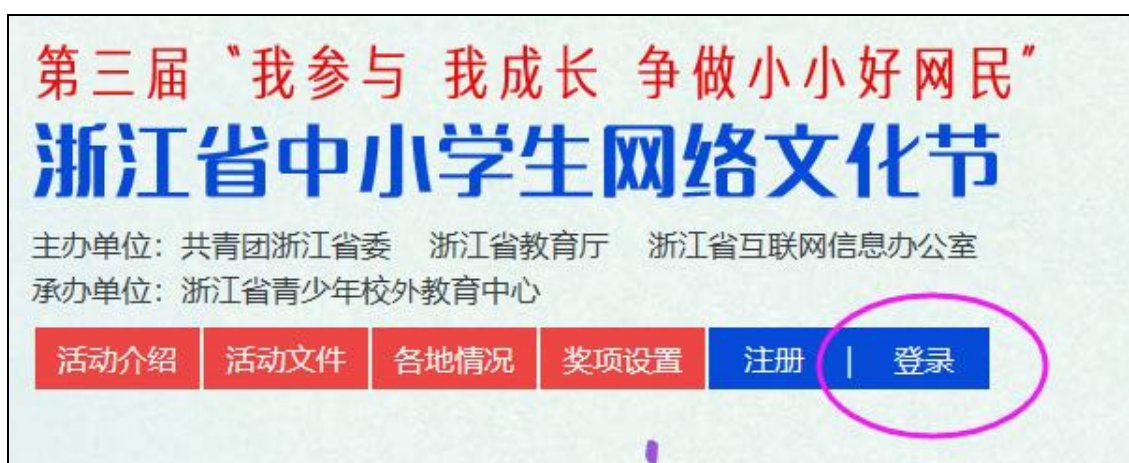 第三届“我参与 我成长 争做小小好网民”
浙江省中小学生网络文化节
主办单位：共青团浙江省委 浙江省教育厅 浙江省互联网信息办公室
承办单位：浙江省青少年校外教育中心
活动介绍 活动文件 各地情况 奖项设置 注册 | 登录